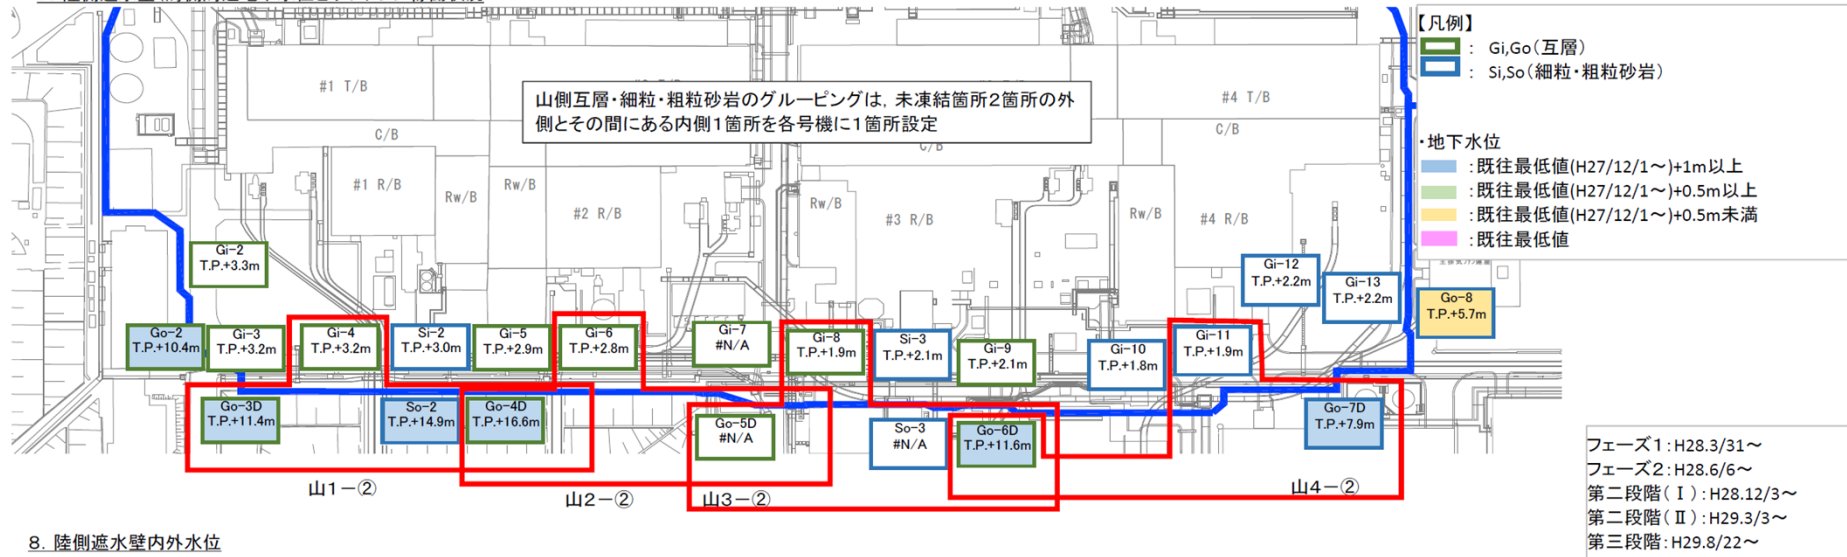 【凡例】
: Gi,Go(互層)
: Si,So(細粒・粗粒砂岩)
・地下水位
:既往最低値(H27/12/1～)+1m以上
:既往最低値(H27/12/1～)+0.5m以上
:既往最低値(H27/12/1～)+0.5m未満
:既往最低値
#1 T/B
山側互層・細粒・粗粒砂岩のグルーピングは, 未凍結箇所2箇所の外
側とその間にある内側1箇所を各号機に1箇所設定
#4 T/B
C/B
C/B
C/B
#1 R/B
Rw/B
Rw/B
#2 R/B
Rw/B
#3 R/B
Rw/B
#4 R/B
Gi-2
T.P.+3.3m
Gi-12
T.P.+2.2m
Gi-13
T.P.+2.2m
Go-8
T.P.+5.7m
Go-2
T.P.+10.4m
Gi-3
T.P.+3.2m
Gi-4
T.P.+3.2m
Si-2
T.P.+3.0m
Gi-5
T.P.+2.9m
Gi-6
T.P.+2.8m
Gi-7
#N/A
Gi-8
T.P.+1.9m
Si-3
T.P.+2.1m
Gi-9
T.P.+2.1m
Gi-10
T.P.+1.8m
Gi-11
T.P.+1.9m
Go-3D
T.P.+11.4m
So-2
T.P.+14.9m
Go-4D
T.P.+16.6m
Go-5D
#N/A
So-3
#N/A
Go-6D
T.P.+11.6m
Go-7D
T.P.+7.9m
山1-②
山2-②
山3-②
山4-②
フェーズ1:H28.3/31～
フェーズ2:H28.6/6～
第二段階(Ⅰ):H28.12/3～
第二段階(Ⅱ):H29.3/3～
第三段階:H29.8/22～
8. 陸側遮水壁内外水位